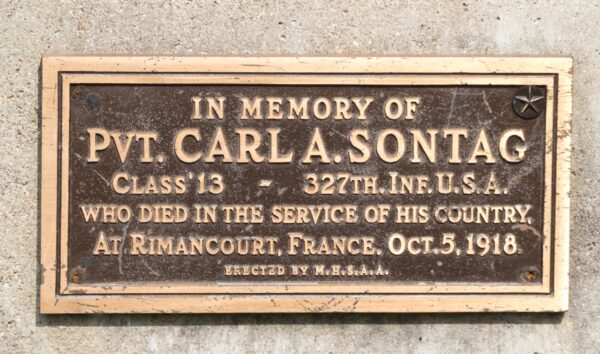 IN MEMORY OF
PVT. CARL A. SONTAG
CLASS '13 - 327TH. INF. U.S.A.
WHO DIED IN THE SERVICE OF HIS COUNTRY,
AT RIMANCOURT, FRANCE, OCT. 5, 1918
ERECTED BY M.H.S.A.A.